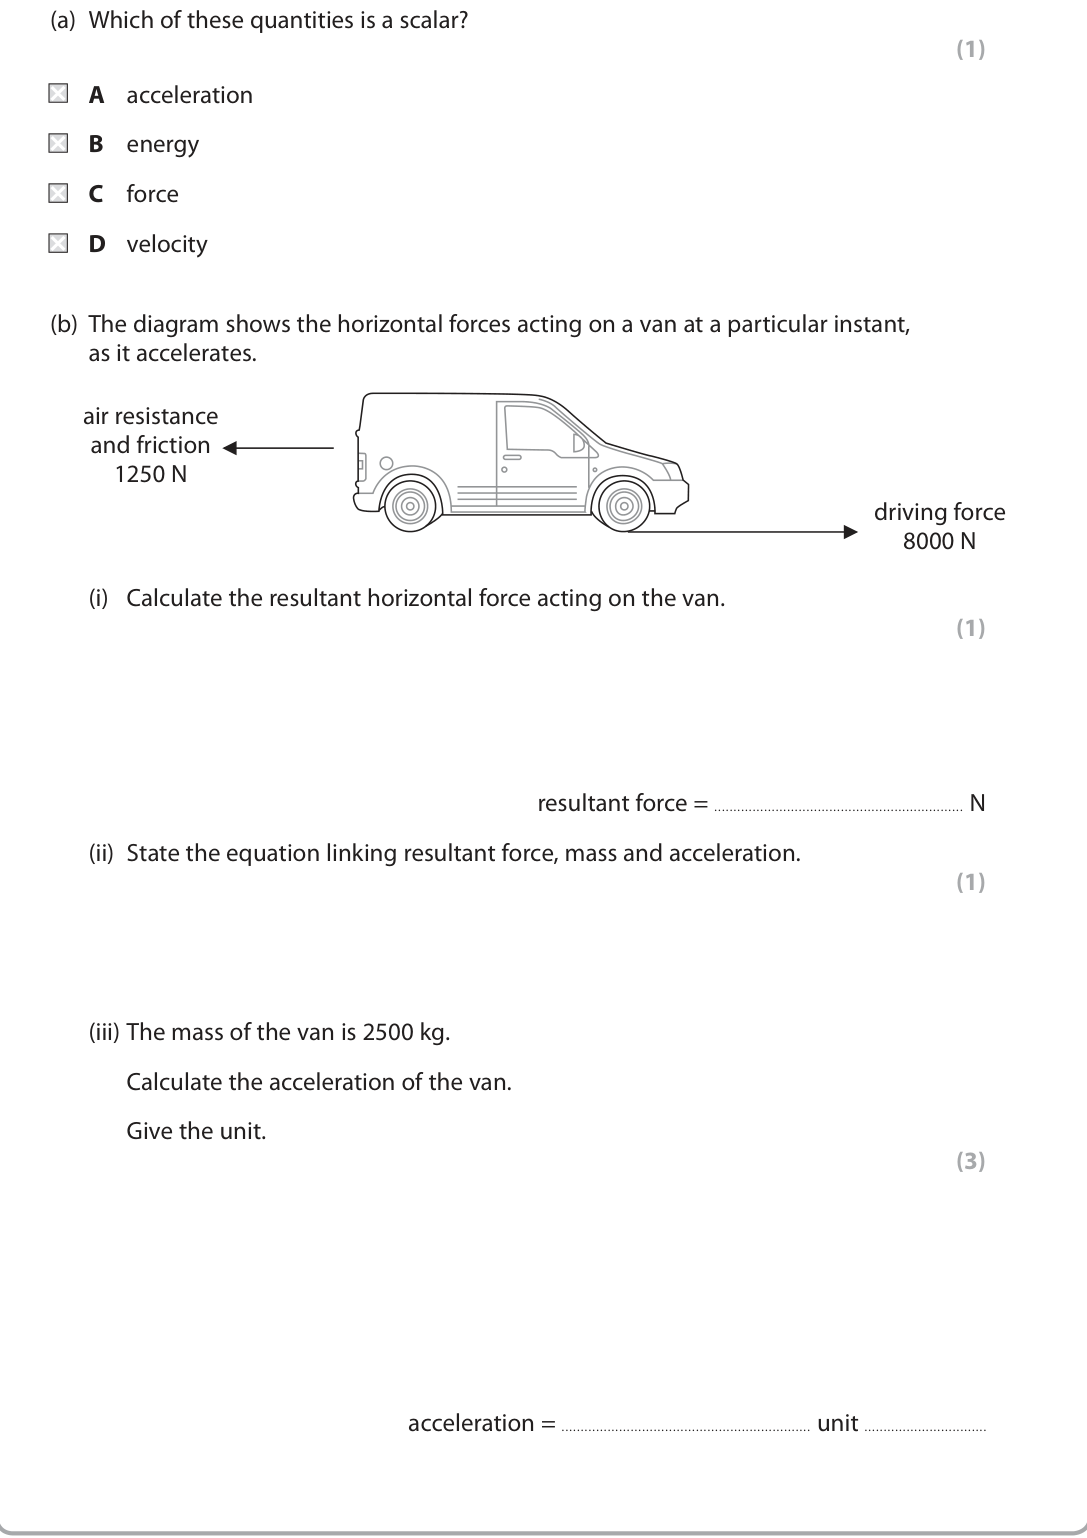 (a) Which of these quantities is a scalar?
(1)
A acceleration
B energy
C force
D velocity
(b) The diagram shows the horizontal forces acting on a van at a particular instant,
as it accelerates.
air resistance
and friction
1250 N
driving force
8000 N
(i) Calculate the resultant horizontal force acting on the van.
(1)
resultant force = ................................................................ N
(ii) State the equation linking resultant force, mass and acceleration.
(1)
(iii) The mass of the van is 2500 kg.
Calculate the acceleration of the van.
Give the unit.
(3)
acceleration = ................................................................ unit ...............................